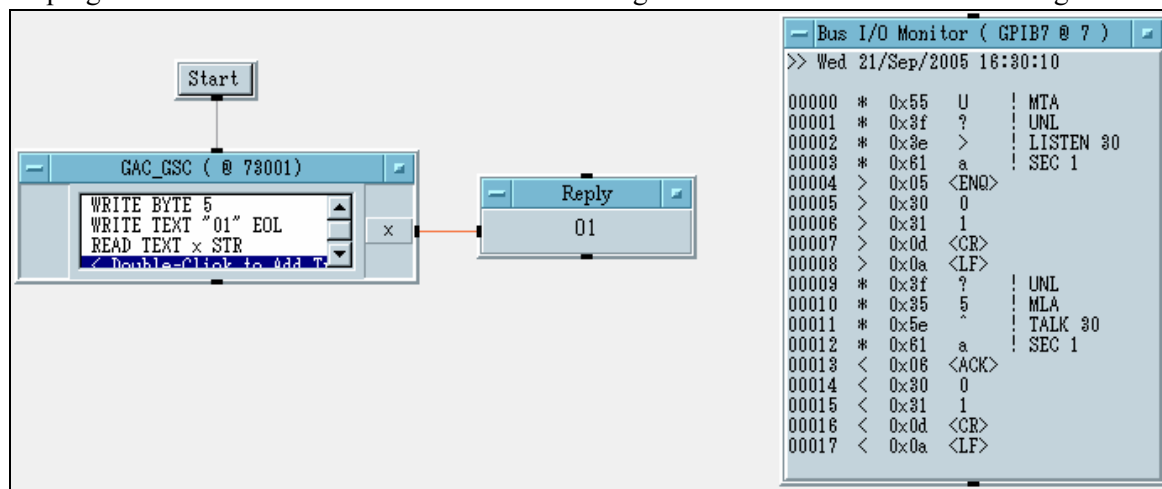 Start
GAC_GSC ( @ 73001)
WRITE BYTE 5
WRITE TEXT "01" EOL
READ TEXT x STR
x
Reply
01
Bus I/O Monitor ( GPIB7 @ 7 )
>> Wed 21/Sep/2005 16:30:10
00000 * 0x55 U ! MTA
00001 * 0x3f ? ! UNL
00002 * 0x3e > ! LISTEN 30
00003 * 0x61 a ! SEC 1
00004 > 0x05 <ENQ>
00005 > 0x30 0
00006 > 0x31 1
00007 > 0x0d <CR>
00008 > 0x0a <LF>
00009 * 0x3f ? ! UNL
00010 * 0x35 5 ! MLA
00011 * 0x5e ^ ! TALK 30
00012 * 0x61 a ! SEC 1
00013 < 0x06 <ACK>
00014 < 0x30 0
00015 < 0x31 1
00016 < 0x0d <CR>
00017 < 0x0a <LF>